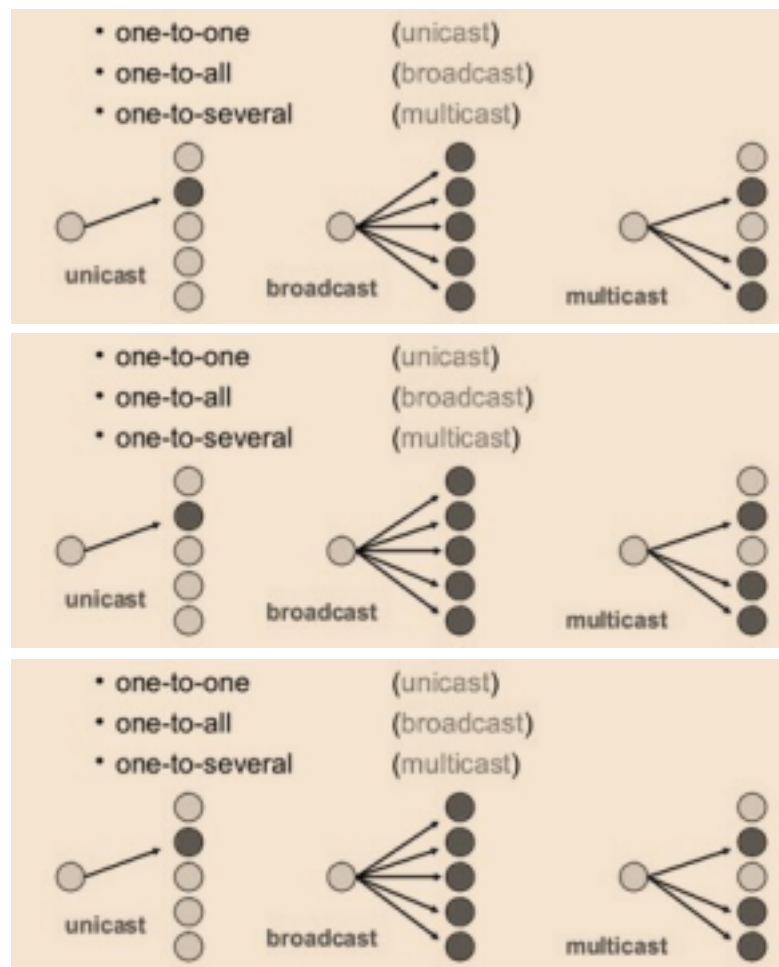 • one-to-one (unicast)
• one-to-all (broadcast)
• one-to-several (multicast)
unicast
broadcast
multicast
• one-to-one (unicast)
• one-to-all (broadcast)
• one-to-several (multicast)
unicast
broadcast
multicast
• one-to-one (unicast)
• one-to-all (broadcast)
• one-to-several (multicast)
unicast
broadcast
multicast